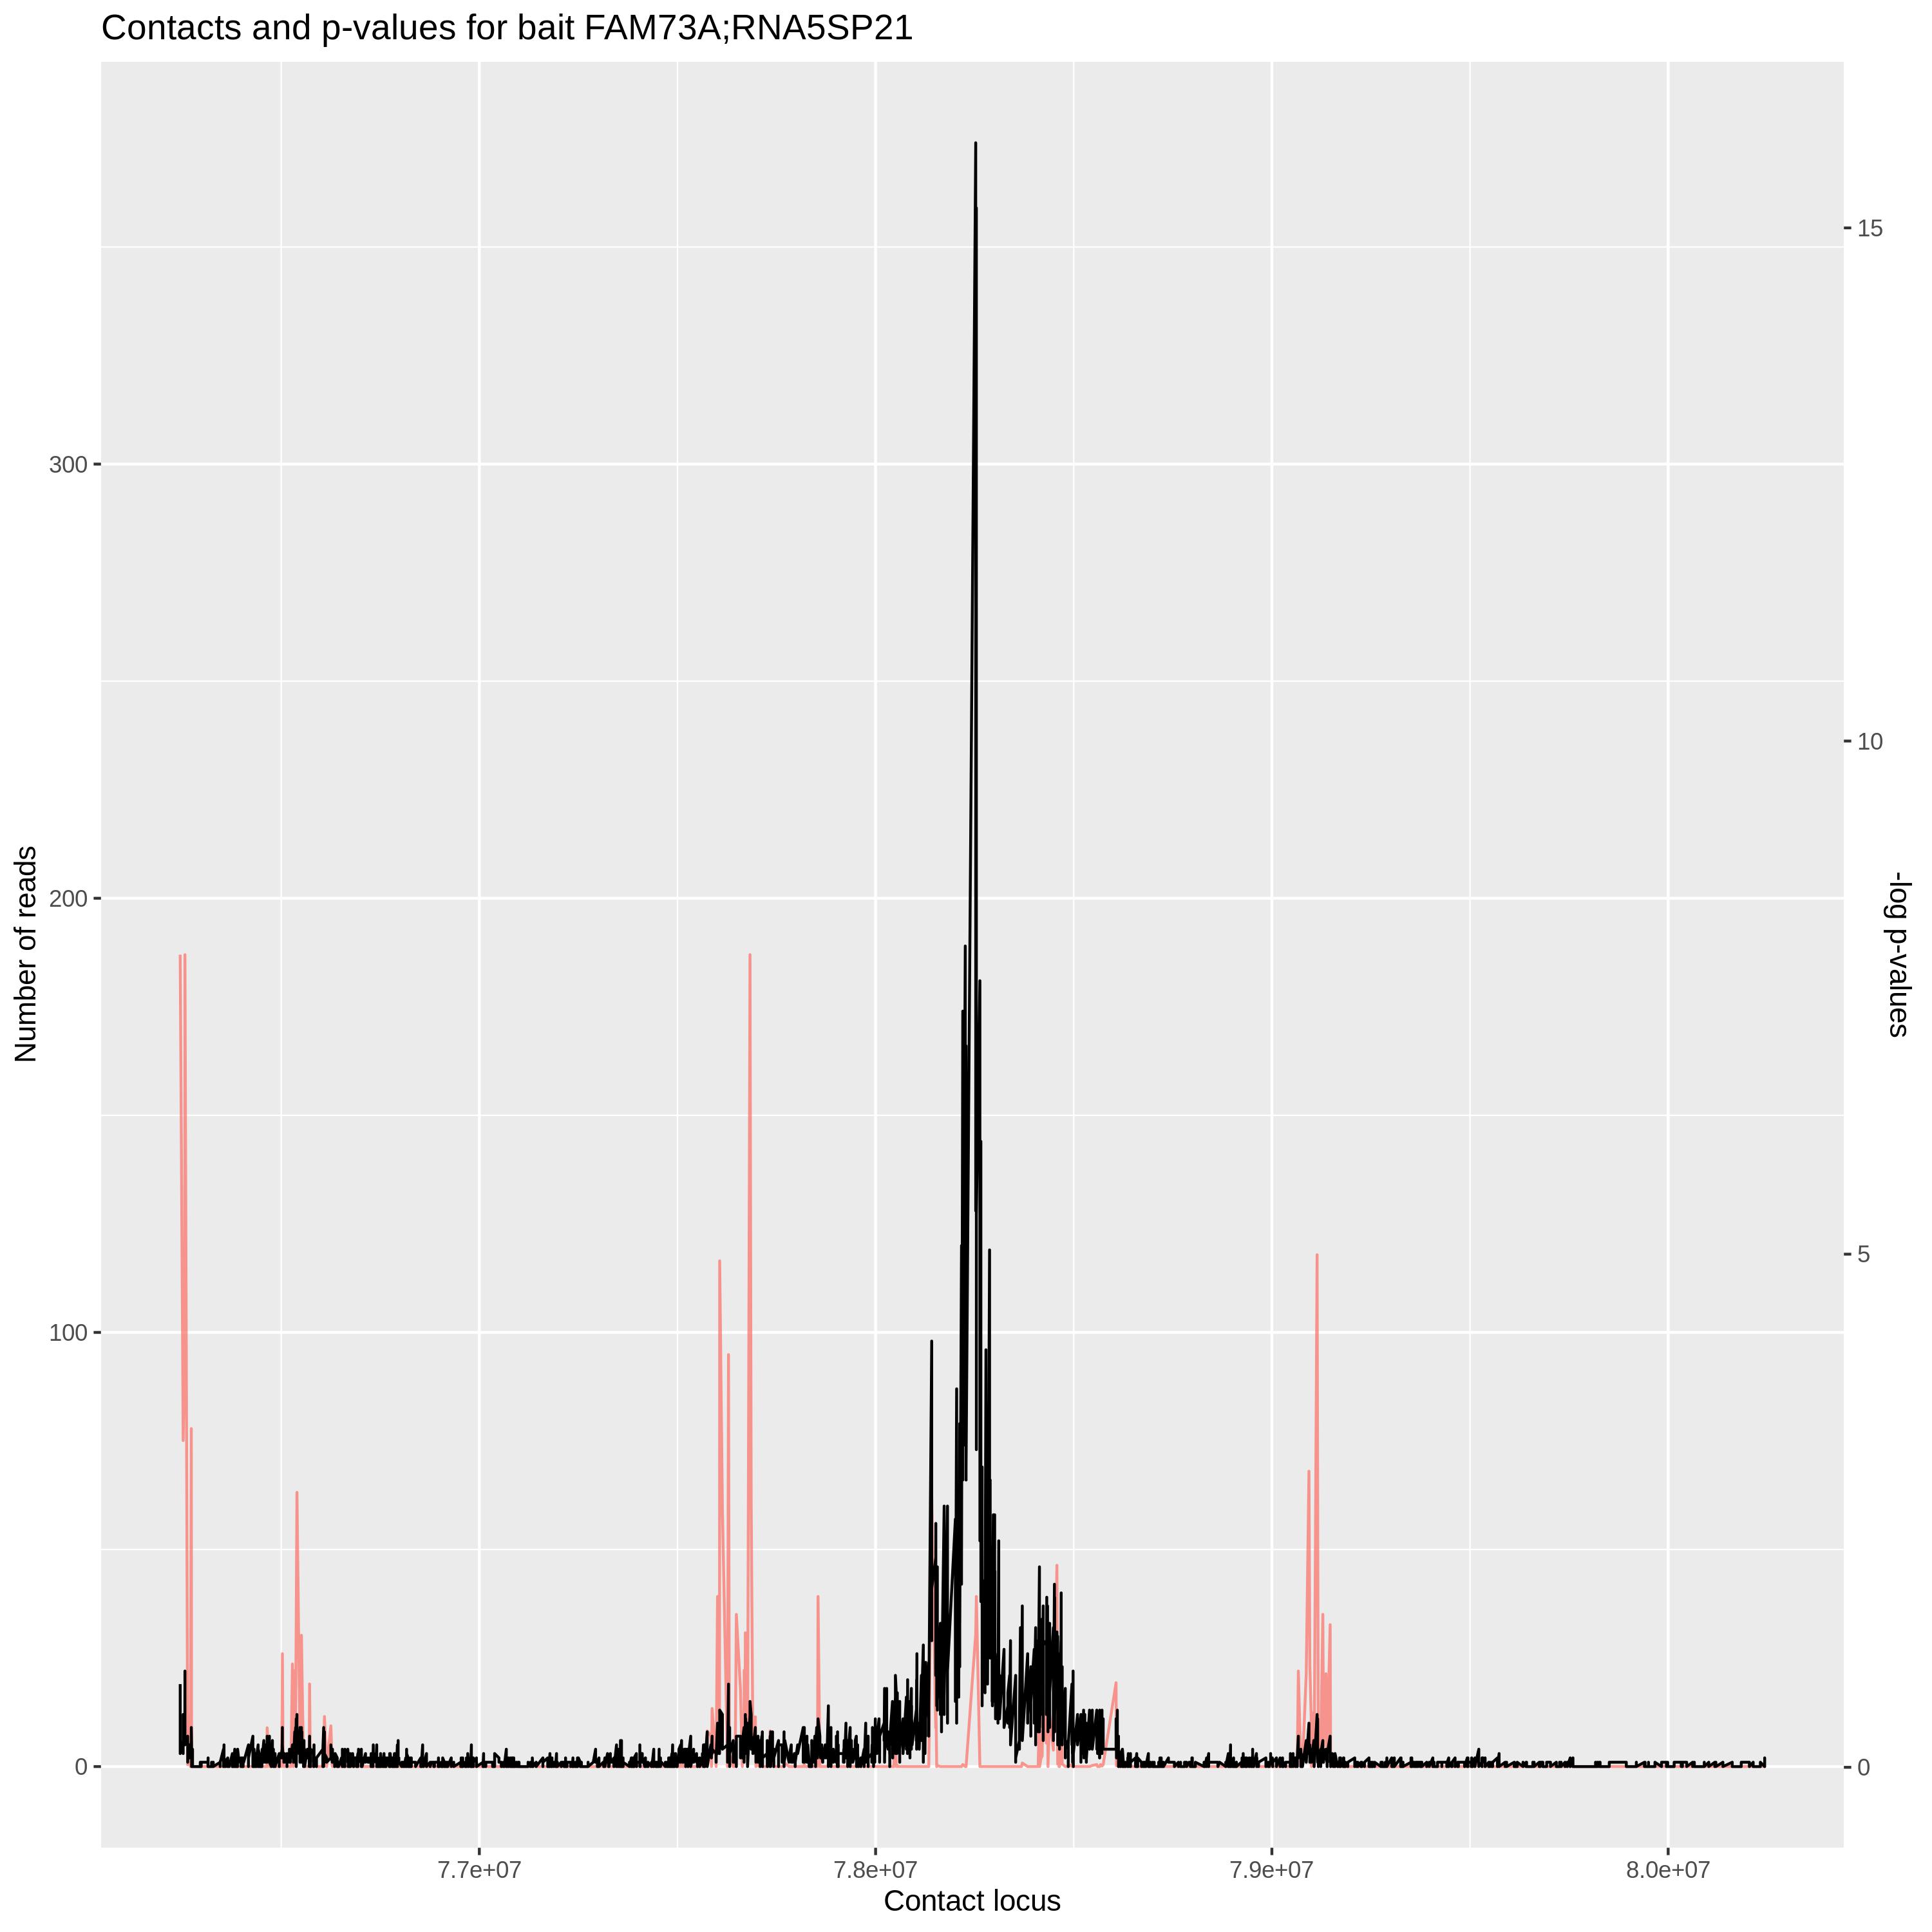 Contacts and p-values for bait FAM73A;RNA5SP21
Number of reads
300
200
100
0
15
10
5
0
-log p-values
7.7e+07
7.8e+07
7.9e+07
8.0e+07
Contact locus